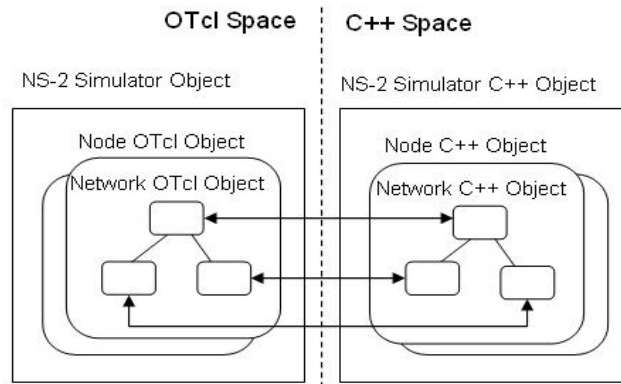 OTcl Space
C++ Space
NS-2 Simulator Object
NS-2 Simulator C++ Object
Node OTcl Object
Node C++ Object
Network OTcl Object
Network C++ Object